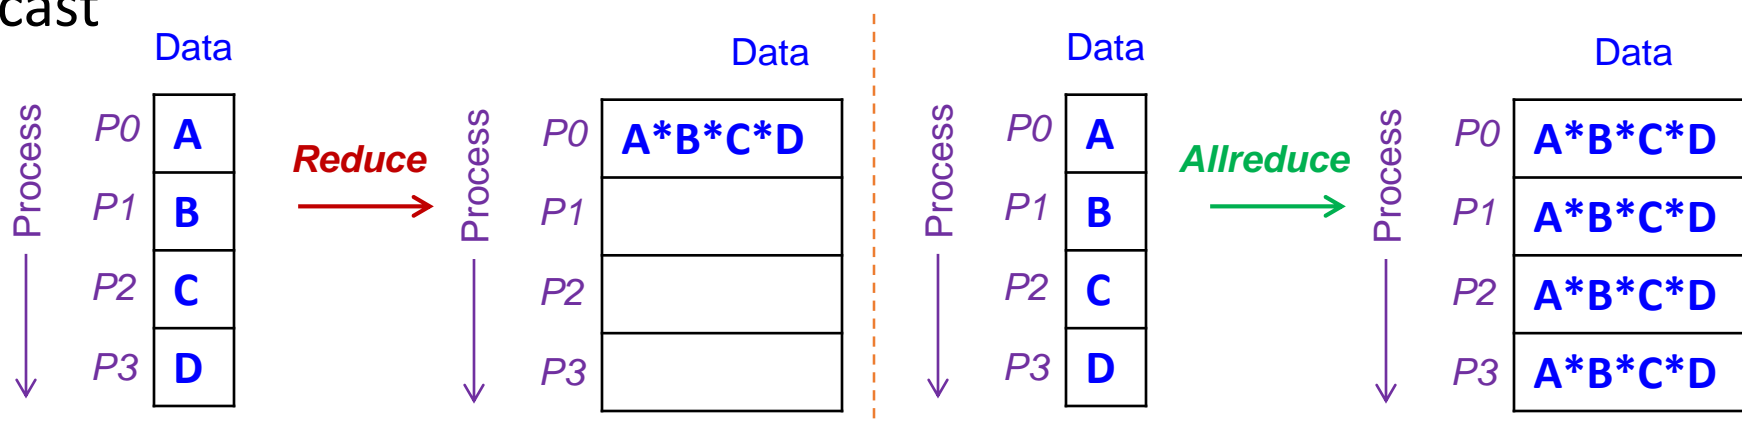 cast
Data
Process
P0 A
P1 B
P2 C
P3 D
Reduce
Data
Process
P0 A*B*C*D
P1
P2
P3
Data
Process
P0 A
P1 B
P2 C
P3 D
Allreduce
Data
Process
P0 A*B*C*D
P1 A*B*C*D
P2 A*B*C*D
P3 A*B*C*D